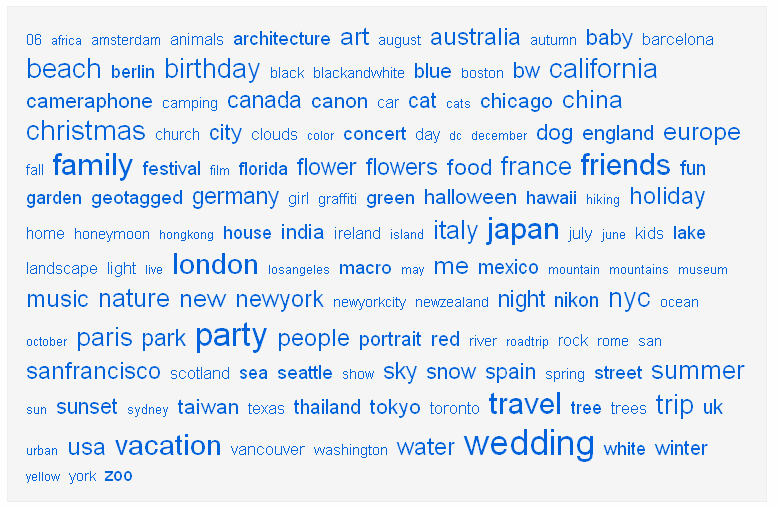 06 africa amsterdam animals architecture art august australia autumn baby barcelona
beach berlin birthday black blackandwhite blue boston bw california
cameraphone camping canada canon car cat cats chicago china
christmas church city clouds color concert day dc december dog england europe
fall family festival film florida flower flowers food france friends fun
garden geotagged germany girl graffiti green halloween hawaii hiking holiday
home honeymoon hongkong house india ireland island italy japan july june kids lake
landscape light live london losangeles macro may me mexico mountain mountains museum
music nature new newyork newyorkcity newzealand night nikon nyc ocean
october paris park party people portrait red river roadtrip rock rome san
sanfrancisco scotland sea seattle show sky snow spain spring street summer
sun sunset sydney taiwan texas thailand tokyo toronto travel tree trees trip uk
urban usa vacation vancouver washington water wedding white winter
yellow york zoo